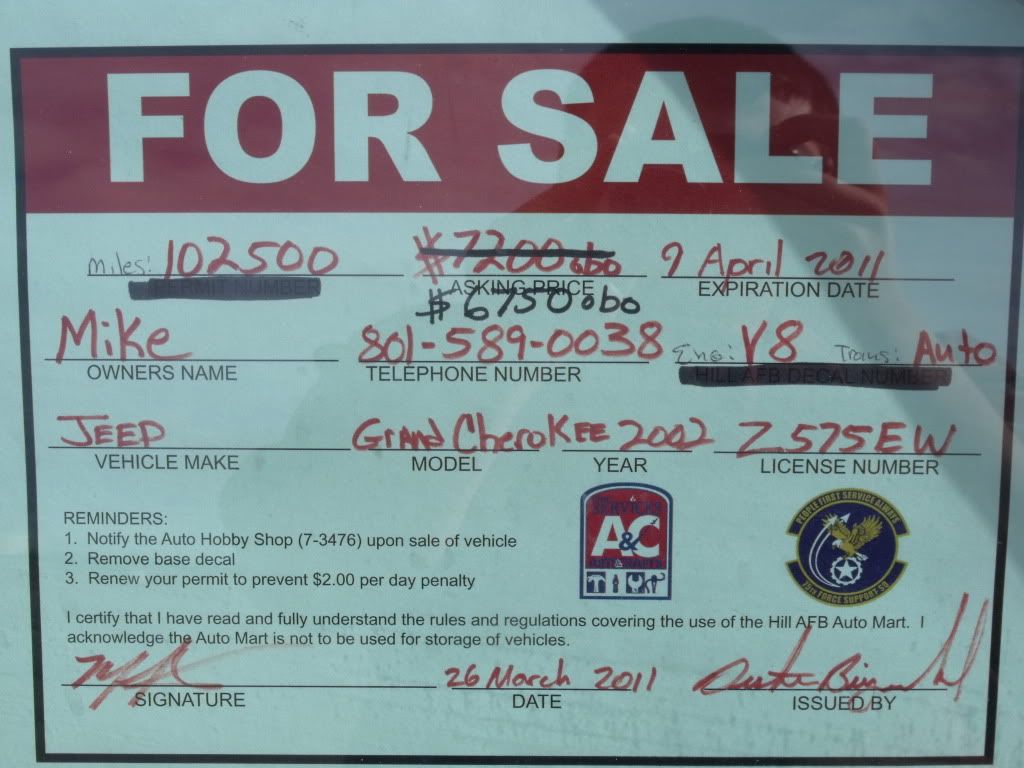 FOR SALE
Miles: 102500 $7200 obo 9 April 2011
PERMIT NUMBER ASKING PRICE EXPIRATION DATE
$6750 obo
Mike 801-589-0038 Eng: V8 Trans: Auto
OWNERS NAME TELEPHONE NUMBER HILL AFB DECAL NUMBER
JEEP Grand Cherokee 2002 Z575EW
VEHICLE MAKE MODEL YEAR LICENSE NUMBER
REMINDERS:
1. Notify the Auto Hobby Shop (7-3476) upon sale of vehicle
2. Remove base decal
3. Renew your permit to prevent $2.00 per day penalty
SERVICES
A&C
PEOPLE FIRST SERVICE ALWAYS
75th FORCE SUPPORT SQ
I certify that I have read and fully understand the rules and regulations covering the use of the Hill AFB Auto Mart. I
acknowledge the Auto Mart is not to be used for storage of vehicles.
26 March 2011
SIGNATURE DATE ISSUED BY